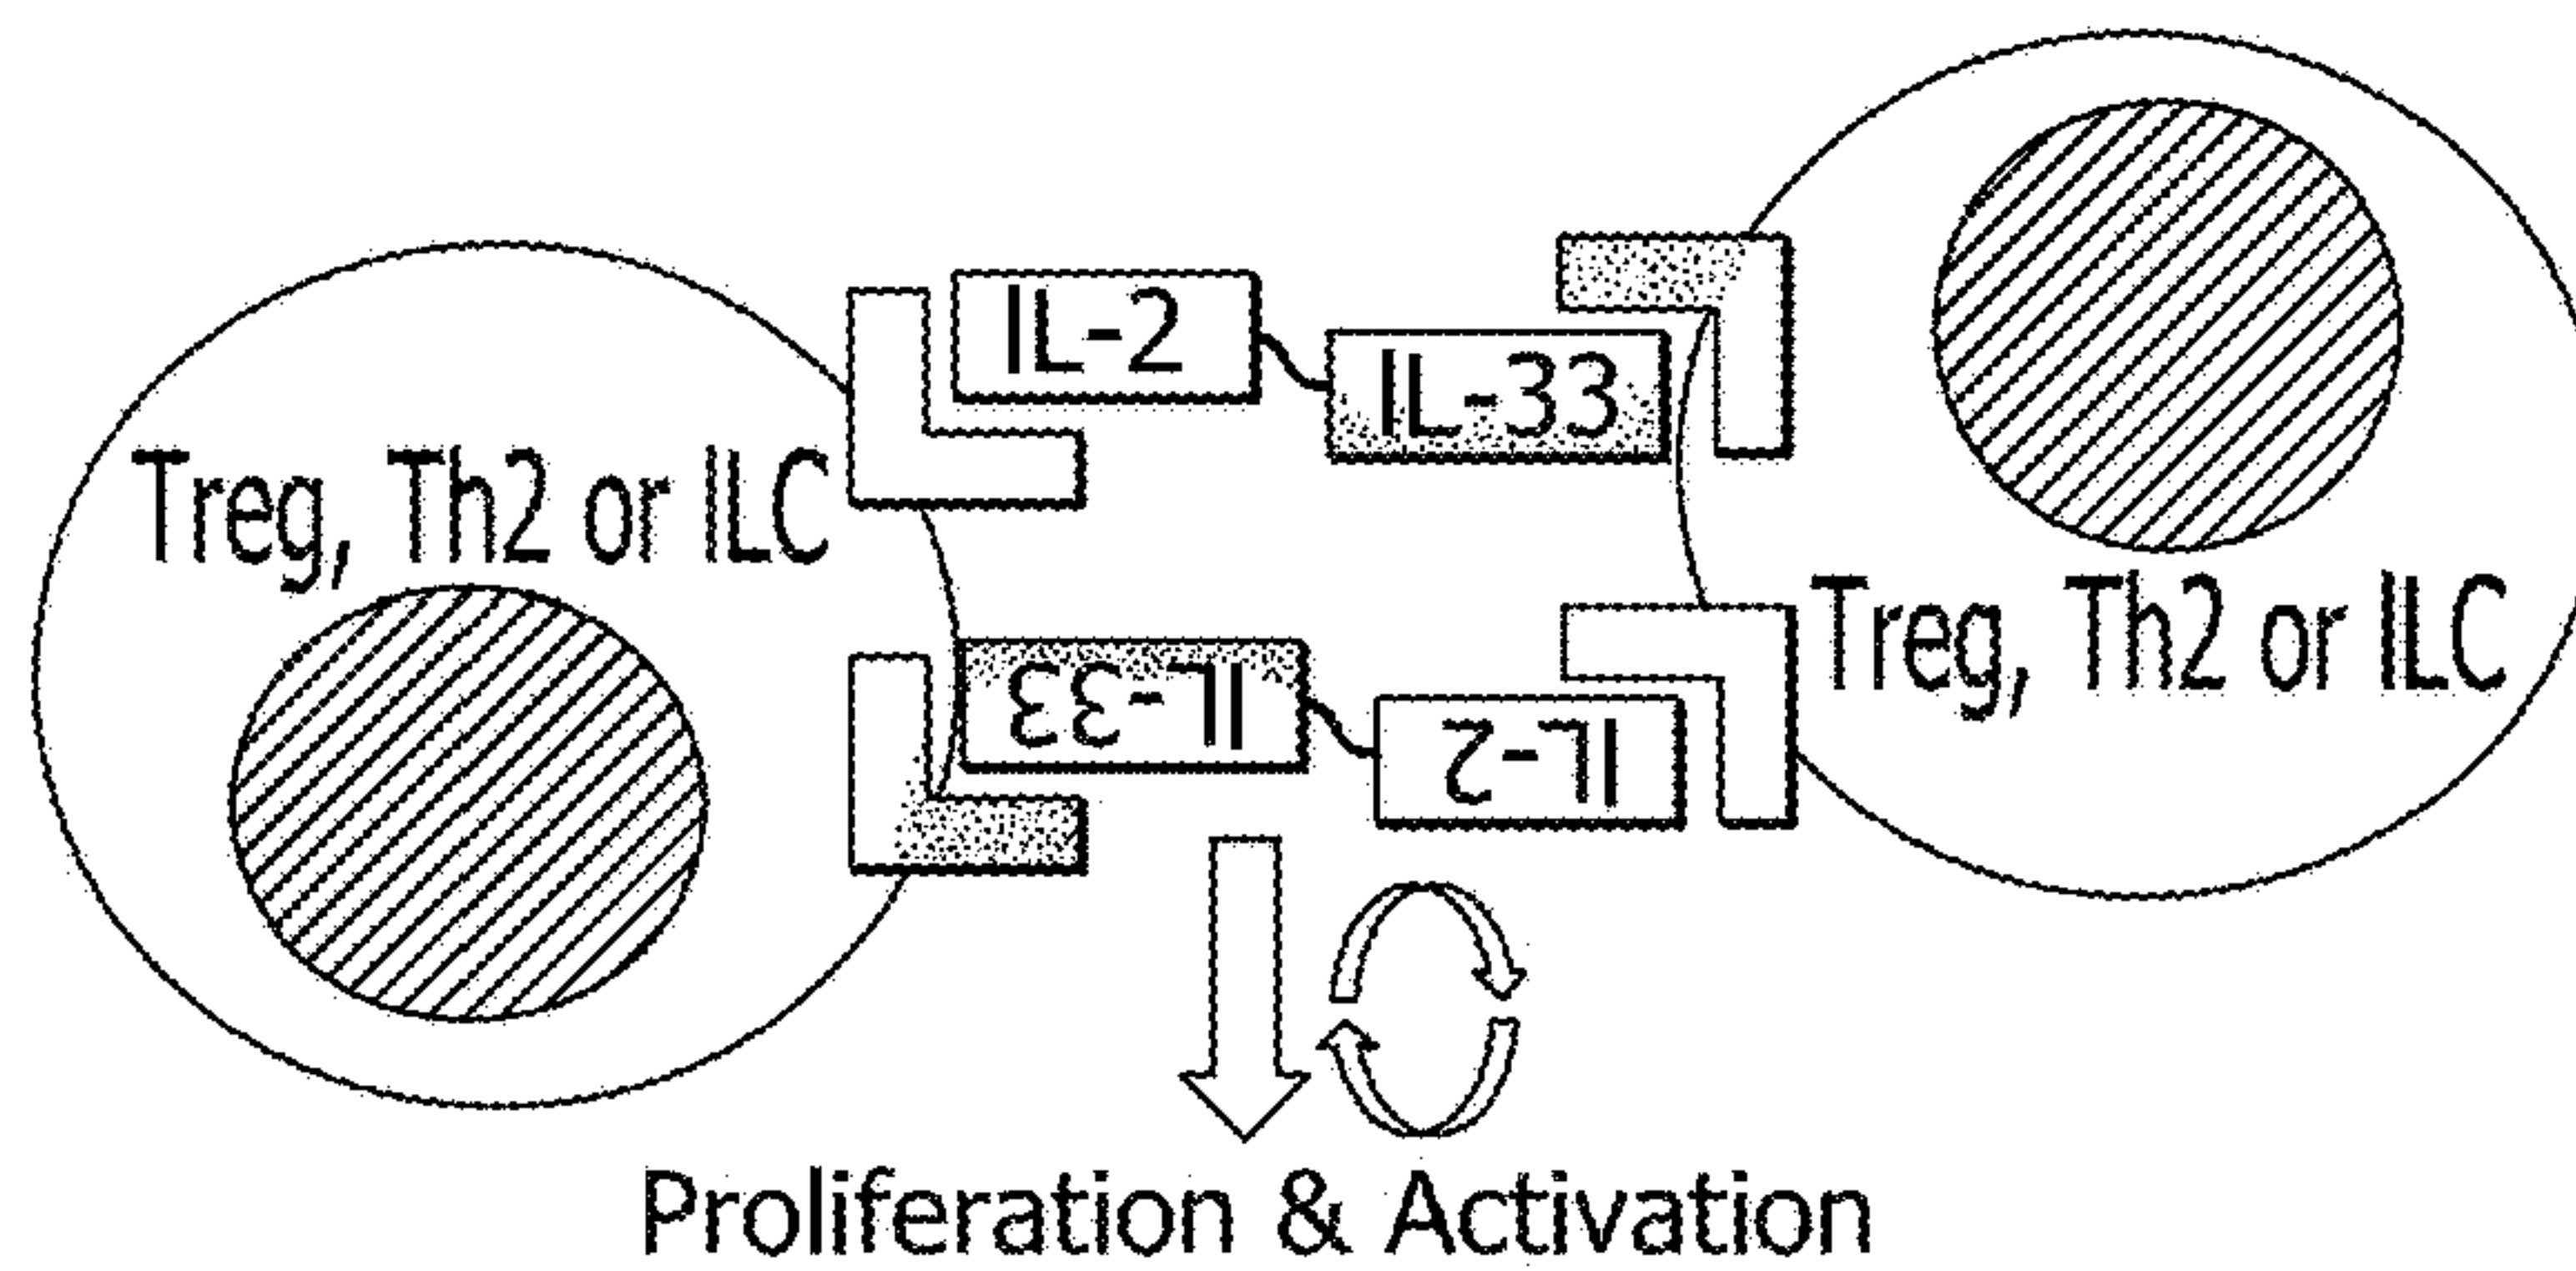 IL-2
IL-33
Treg, Th2 or ILC
Treg, Th2 or ILC
IL-33
IL-2
Proliferation & Activation